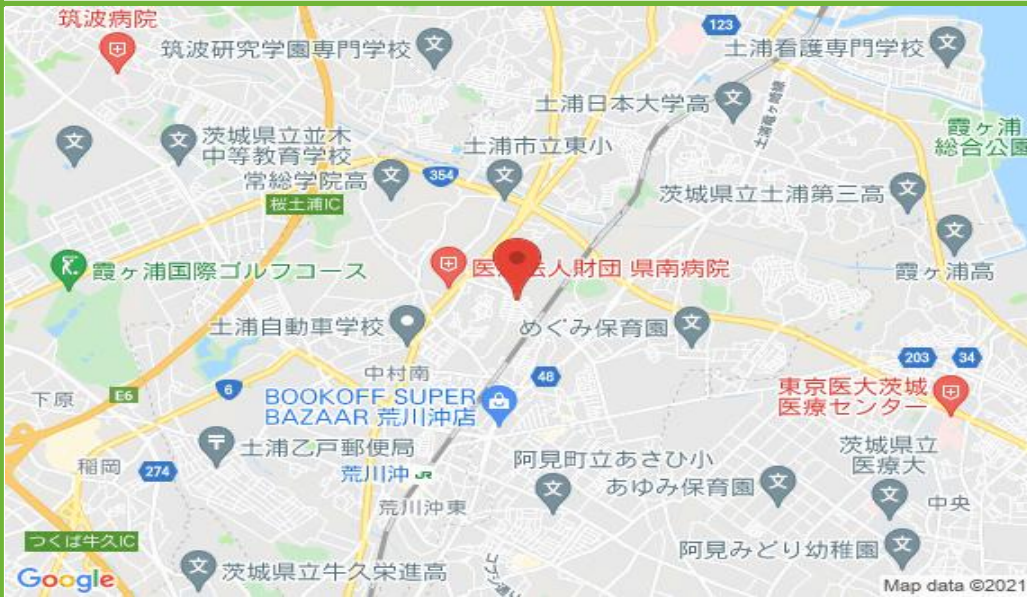 筑波病院
123
筑波研究学園専門学校
土浦看護専門学校
土浦日本大学高
霞ヶ浦
総合公園
茨城県立並木
中等教育学校
土浦市立東小
常総学院高
354
茨城県立土浦第三高
桜土浦IC
霞ヶ浦国際ゴルフコース
医
法人財団 県南病院
霞ヶ浦高
土浦自動車学校
めぐみ保育園
中村南
48
203
34
下原
E6
6
BOOKOFF SUPER
BAZAAR 荒川沖店
東京医大茨城
医療センター
土浦乙戸郵便局
茨城県立
医療大
稲岡
274
荒川沖
JR
阿見町立あさひ小
あゆみ保育園
荒川沖東
中央
つくば牛久IC
阿見みどり幼稚園
茨城県立牛久栄進高
Google
Map data ©2021